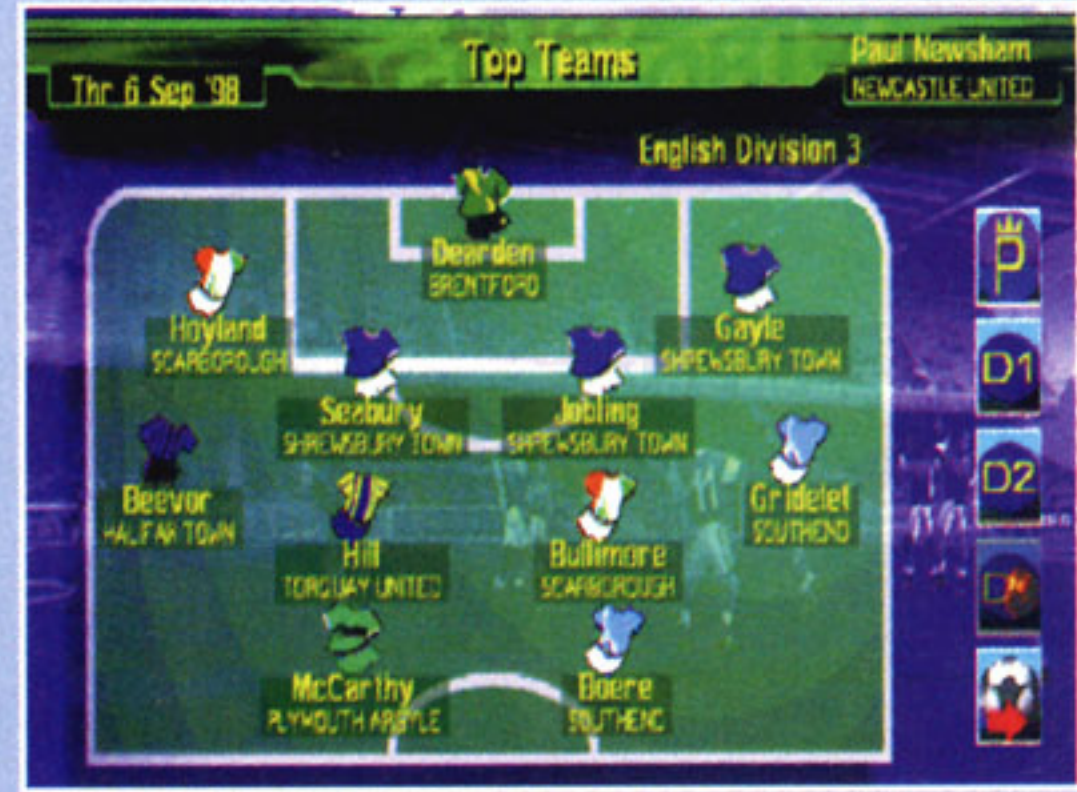 Top Teams
Paul Newsham
Thr 6 Sep '98
NEWCASTLE UNITED
English Division 3
Dearden
BRENTFORD
Hoyland
SCARBOROUGH
Gayle
SHREWSBURY TOWN
Seabury
SHREWSBURY TOWN
Jobling
SHREWSBURY TOWN
Beevor
HALIFAX TOWN
Gridelet
SOUTHEND
Hill
TORQUAY UNITED
Bullimore
SCARBOROUGH
McCarthy
PLYMOUTH ARGYLE
Boere
SOUTHEND
P
D1
D2